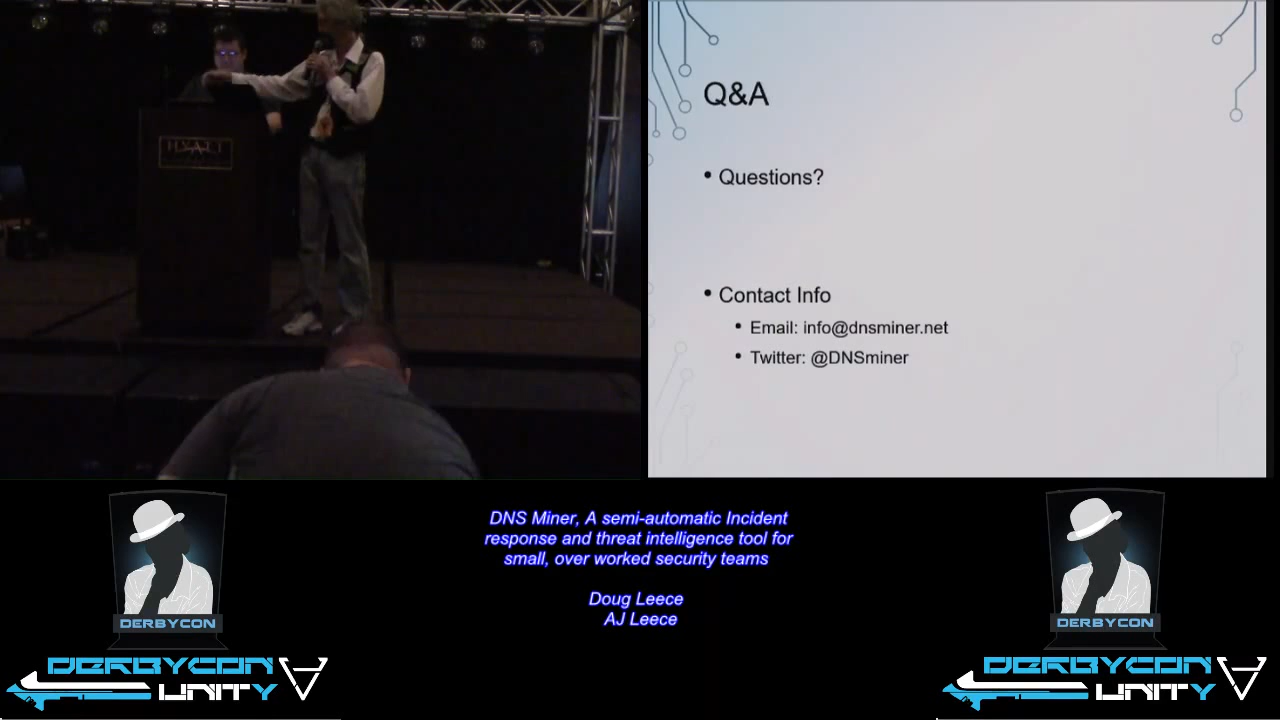 HYATT
Q&A
• Questions?
• Contact Info
• Email: info@dnsminer.net
• Twitter: @DNSminer
DERBYCON
DERBYCON
UNITY
DNS Miner, A semi-automatic Incident
response and threat intelligence tool for
small, over worked security teams
Doug Leece
AJ Leece
DERBYCON
DERBYCON
UNITY